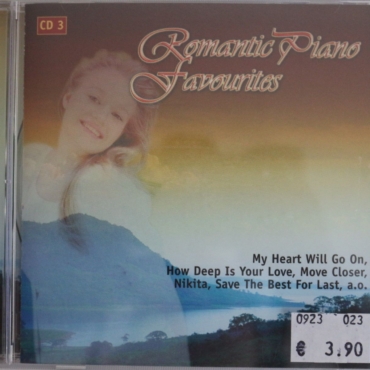 CD 3
Romantic Piano
Favourites
My Heart Will Go On,
How Deep Is Your Love, Move Closer,
Nikita, Save The Best For Last, a.o.
0923 023
€ 3.90